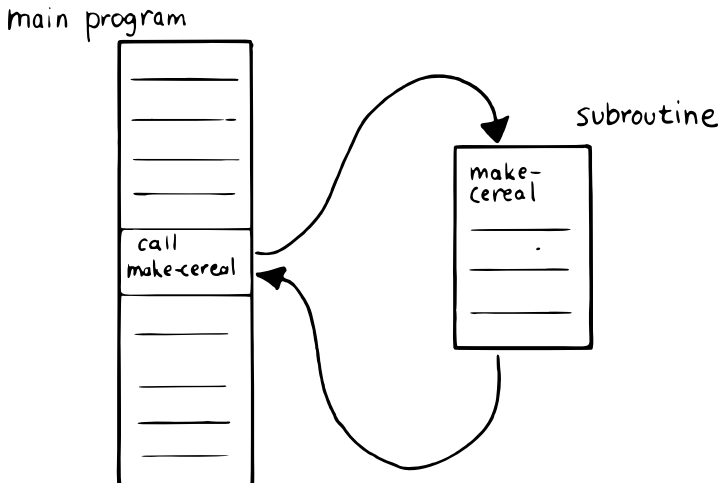 main program
subroutine
make-
cereal
call
make-cereal